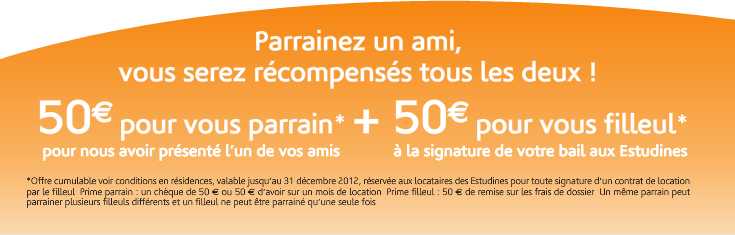 Parrainez un ami,
vous serez récompensés tous les deux !
50€ pour vous parrain* + 50€ pour vous filleul*
pour nous avoir présenté l'un de vos amis à la signature de votre bail aux Estudines
*Offre cumulable voir conditions en résidences, valable jusqu'au 31 décembre 2012, réservée aux locataires des Estudines pour toute signature d'un contrat de location
par le filleul Prime parrain : un chèque de 50 € ou 50 € d'avoir sur un mois de location Prime filleul : 50 € de remise sur les frais de dossier Un même parrain peut
parrainer plusieurs filleuls différents et un filleul ne peut être parrainé qu'une seule fois